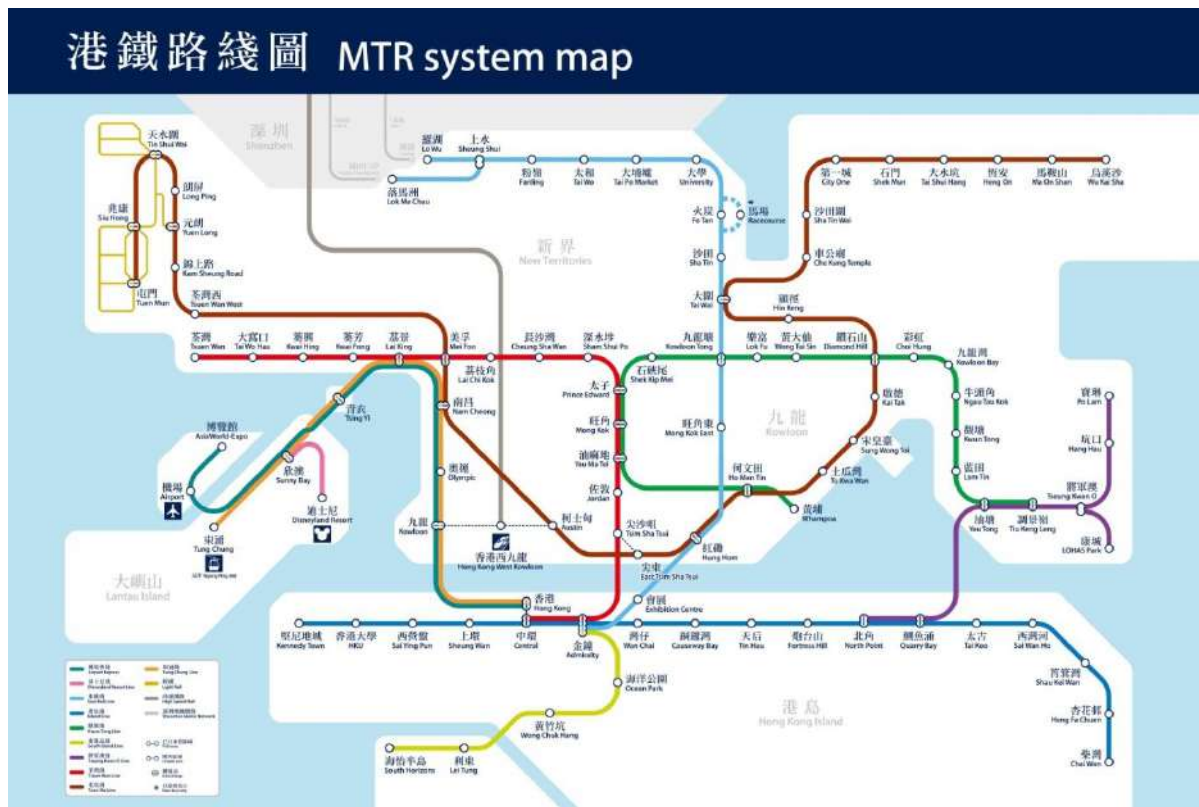 港鐵路綫圖 MTR system map
深圳
Shenzhen
天水圍
Tin Shui Wai
朗屏
Long Ping
兆康
Siu Hong
元朗
Yuen Long
錦上路
Kam Sheung Road
屯門
Tuen Mun
荃灣西
Tsuen Wan West
羅湖
Lo Wu
上水
Sheung Shui
落馬洲
Lok Ma Chau
粉嶺
Fanling
太和
Tai Wo
大埔墟
Tai Po Market
大學
University
火炭
Fo Tan
馬場
Racecourse
沙田
Sha Tin
大圍
Tai Wai
新界
New Territories
第一城
City One
石門
Shek Mun
大水坑
Tai Shui Hang
恆安
Heng On
馬鞍山
Ma On Shan
烏溪沙
Wu Kai Sha
沙田圍
Sha Tin Wai
車公廟
Che Kung Temple
顯徑
Hin Keng
荃灣
Tsuen Wan
大窩口
Tai Wo Hau
葵興
Kwai Hing
葵芳
Kwai Fong
荔景
Lai King
美孚
Mei Foo
荔枝角
Lai Chi Kok
長沙灣
Cheung Sha Wan
深水埗
Sham Shui Po
九龍塘
Kowloon Tong
樂富
Lok Fu
黃大仙
Wong Tai Sin
鑽石山
Diamond Hill
彩虹
Choi Hung
九龍灣
Kowloon Bay
石硤尾
Shek Kip Mei
太子
Prince Edward
旺角
Mong Kok
油麻地
Yau Ma Tei
佐敦
Jordan
尖沙咀
Tsim Sha Tsui
旺角東
Mong Kok East
九龍
Kowloon
啟德
Kai Tak
宋皇臺
Sung Wong Toi
土瓜灣
To Kwa Wan
何文田
Ho Man Tin
黃埔
Whampoa
紅磡
Hung Hom
尖東
East Tsim Sha Tsui
牛頭角
Ngau Tau Kok
觀塘
Kwun Tong
藍田
Lam Tin
油塘
Yau Tong
調景嶺
Tiu Keng Leng
寶琳
Po Lam
坑口
Hang Hau
將軍澳
Tseung Kwan O
康城
LOHAS Park
青衣
Tsing Yi
南昌
Nam Cheong
奧運
Olympic
九龍
Kowloon
柯士甸
Austin
香港西九龍
Hong Kong West Kowloon
博覽館
AsiaWorld-Expo
機場
Airport
欣澳
Sunny Bay
迪士尼
Disneyland Resort
東涌
Tung Chung
大嶼山
Lantau Island
香港
Hong Kong
會展
Exhibition Centre
堅尼地城
Kennedy Town
香港大學
HKU
西營盤
Sai Ying Pun
上環
Sheung Wan
中環
Central
金鐘
Admiralty
灣仔
Wan Chai
銅鑼灣
Causeway Bay
天后
Tin Hau
炮台山
Fortress Hill
北角
North Point
鰂魚涌
Quarry Bay
太古
Tai Koo
西灣河
Sai Wan Ho
筲箕灣
Shau Kei Wan
杏花邨
Heng Fa Chuen
柴灣
Chai Wan
海洋公園
Ocean Park
黃竹坑
Wong Chuk Hang
利東
Lei Tung
海怡半島
South Horizons
港島
Hong Kong Island